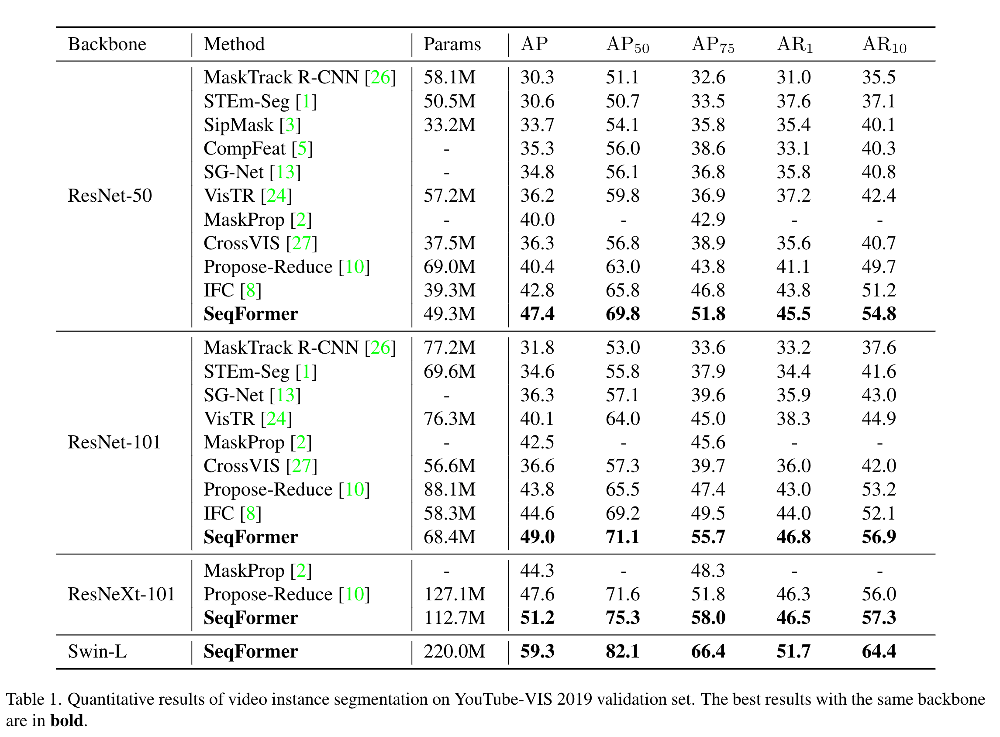 Backbone Method Params AP AP50 AP75 AR1 AR10
MaskTrack R-CNN [26] 58.1M 30.3 51.1 32.6 31.0 35.5
STEm-Seg [1] 50.5M 30.6 50.7 33.5 37.6 37.1
SipMask [3] 33.2M 33.7 54.1 35.8 35.4 40.1
CompFeat [5] - 35.3 56.0 38.6 33.1 40.3
SG-Net [13] - 34.8 56.1 36.8 35.8 40.8
ResNet-50 VisTR [24] 57.2M 36.2 59.8 36.9 37.2 42.4
MaskProp [2] - 40.0 - 42.9 - -
CrossVIS [27] 37.5M 36.3 56.8 38.9 35.6 40.7
Propose-Reduce [10] 69.0M 40.4 63.0 43.8 41.1 49.7
IFC [8] 39.3M 42.8 65.8 46.8 43.8 51.2
SeqFormer 49.3M 47.4 69.8 51.8 45.5 54.8
MaskTrack R-CNN [26] 77.2M 31.8 53.0 33.6 33.2 37.6
STEm-Seg [1] 69.6M 34.6 55.8 37.9 34.4 41.6
SG-Net [13] - 36.3 57.1 39.6 35.9 43.0
VisTR [24] 76.3M 40.1 64.0 45.0 38.3 44.9
ResNet-101 MaskProp [2] - 42.5 - 45.6 - -
CrossVIS [27] 56.6M 36.6 57.3 39.7 36.0 42.0
Propose-Reduce [10] 88.1M 43.8 65.5 47.4 43.0 53.2
IFC [8] 58.3M 44.6 69.2 49.5 44.0 52.1
SeqFormer 68.4M 49.0 71.1 55.7 46.8 56.9
MaskProp [2] - 44.3 - 48.3 - -
ResNeXt-101 Propose-Reduce [10] 127.1M 47.6 71.6 51.8 46.3 56.0
SeqFormer 112.7M 51.2 75.3 58.0 46.5 57.3
Swin-L SeqFormer 220.0M 59.3 82.1 66.4 51.7 64.4
Table 1. Quantitative results of video instance segmentation on YouTube-VIS 2019 validation set. The best results with the same backbone
are in bold.